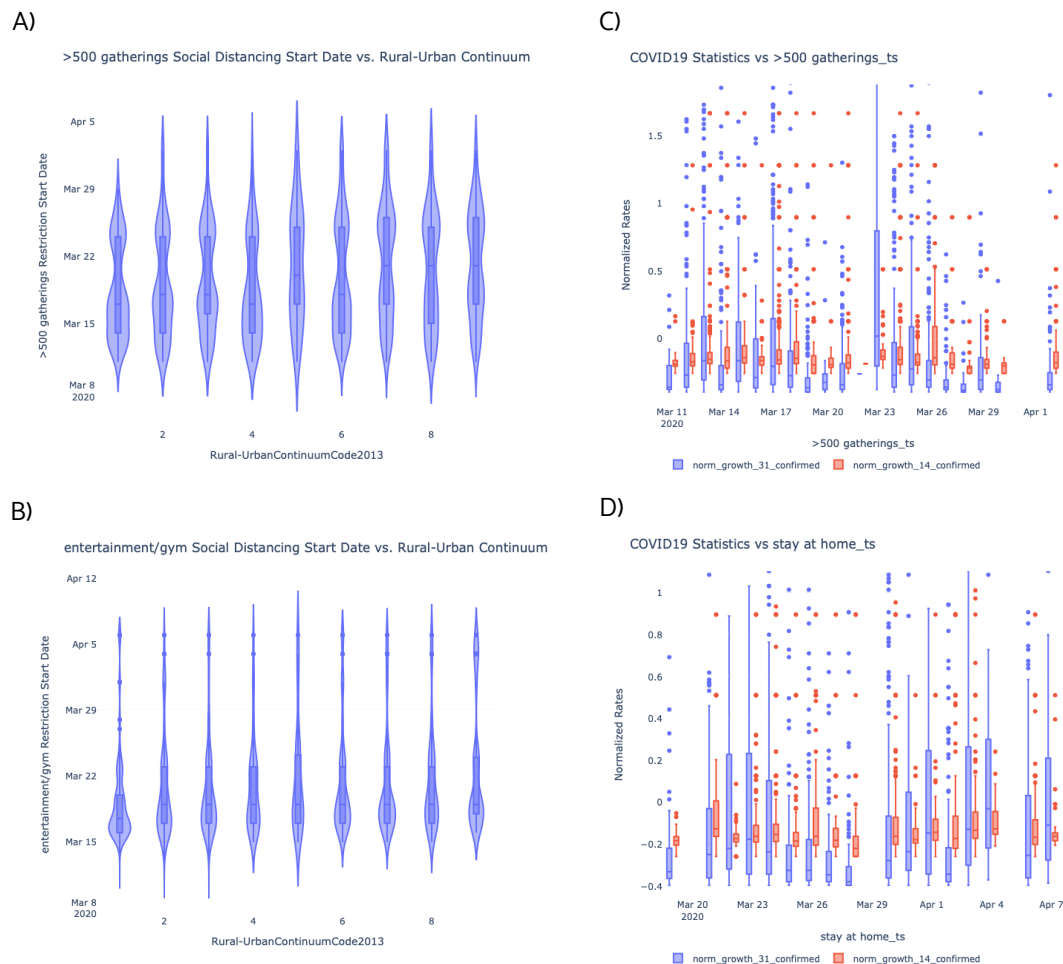 A)
>500 gatherings Social Distancing Start Date vs. Rural-Urban Continuum
>500 gatherings Restriction Start Date
Apr 5
Mar 29
Mar 22
Mar 15
Mar 8
2020
2 4 6 8
Rural-UrbanContinuumCode2013
B)
entertainment/gym Social Distancing Start Date vs. Rural-Urban Continuum
entertainment/gym Restriction Start Date
Apr 12
Apr 5
Mar 29
Mar 22
Mar 15
Mar 8
2020
2 4 6 8
Rural-UrbanContinuumCode2013
C)
COVID19 Statistics vs >500 gatherings_ts
Normalized Rates
1.5
1
0.5
0
Mar 11 Mar 14 Mar 17 Mar 20 Mar 23 Mar 26 Mar 29 Apr 1
2020
>500 gatherings_ts
norm_growth_31_confirmed norm_growth_14_confirmed
D)
COVID19 Statistics vs stay at home_ts
Normalized Rates
1
0.8
0.6
0.4
0.2
0
−0.2
−0.4
Mar 20 Mar 23 Mar 26 Mar 29 Apr 1 Apr 4 Apr 7
2020
stay at home_ts
norm_growth_31_confirmed norm_growth_14_confirmed